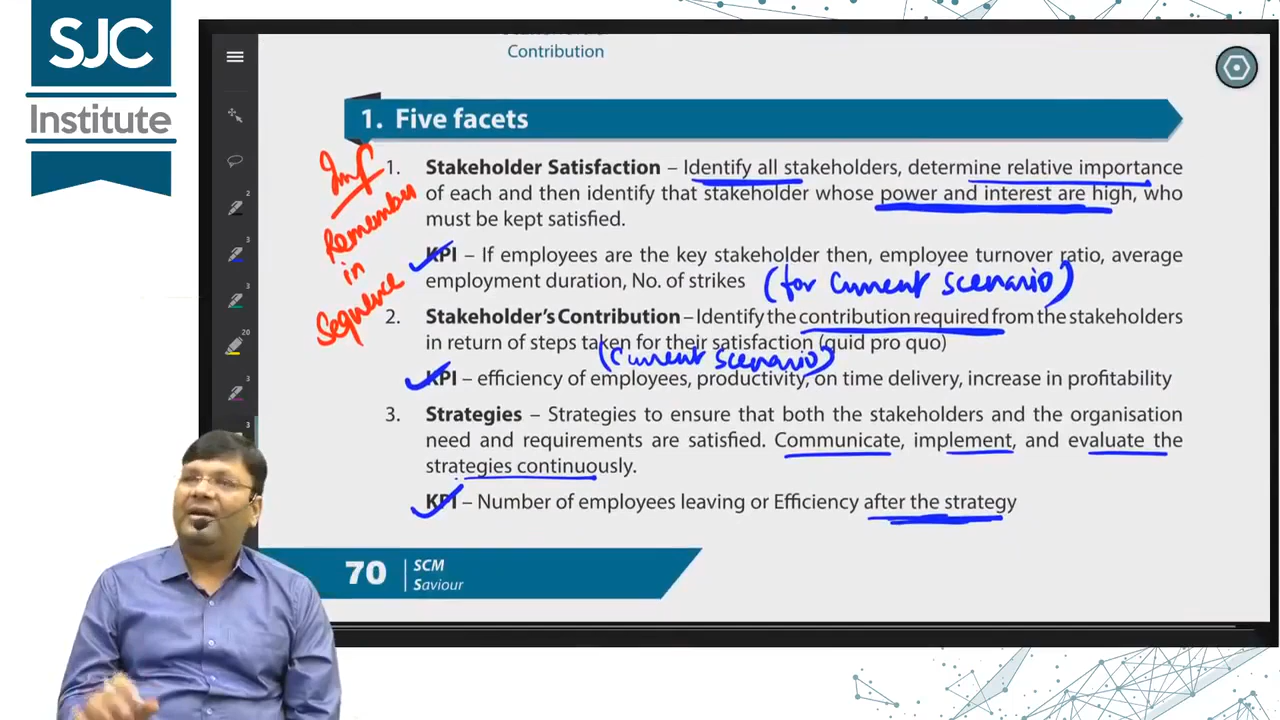 SJC
Institute
Contribution
1. Five facets
Imp
Remember
in
Sequence
1. Stakeholder Satisfaction – Identify all stakeholders, determine relative importance
of each and then identify that stakeholder whose power and interest are high, who
must be kept satisfied.
KPI – If employees are the key stakeholder then, employee turnover ratio, average
employment duration, No. of strikes (for current scenario)
2. Stakeholder's Contribution – Identify the contribution required from the stakeholders
in return of steps taken for their satisfaction (quid pro quo)
(current scenario)
KPI – efficiency of employees, productivity, on time delivery, increase in profitability
3. Strategies – Strategies to ensure that both the stakeholders and the organisation
need and requirements are satisfied. Communicate, implement, and evaluate the
strategies continuously.
KPI – Number of employees leaving or Efficiency after the strategy
70 SCM
Saviour
2
3
3
20
3
3